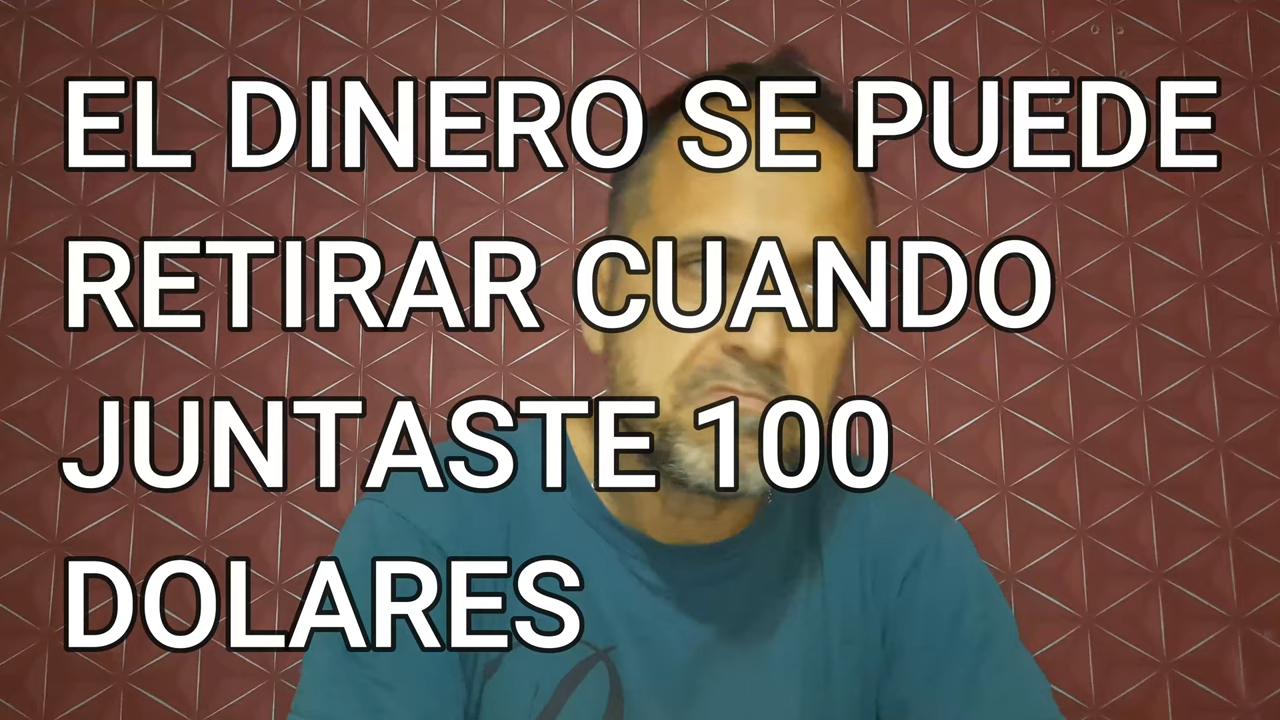 EL DINERO SE PUEDE
RETIRAR CUANDO
JUNTASTE 100
DOLARES